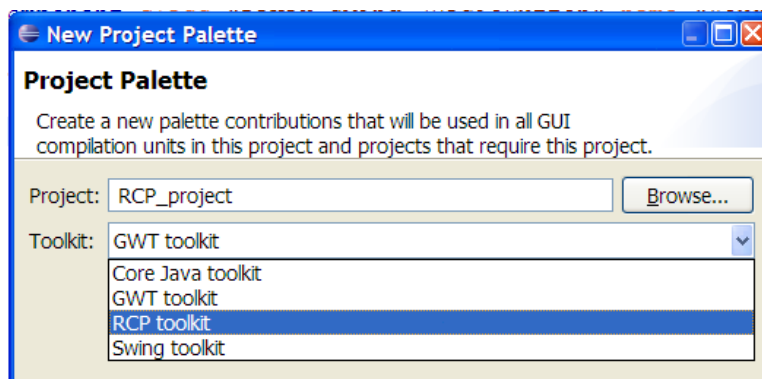 New Project Palette
Project Palette
Create a new palette contributions that will be used in all GUI
compilation units in this project and projects that require this project.
Project: RCP_project Browse...
Toolkit: GWT toolkit
Core Java toolkit
GWT toolkit
RCP toolkit
Swing toolkit